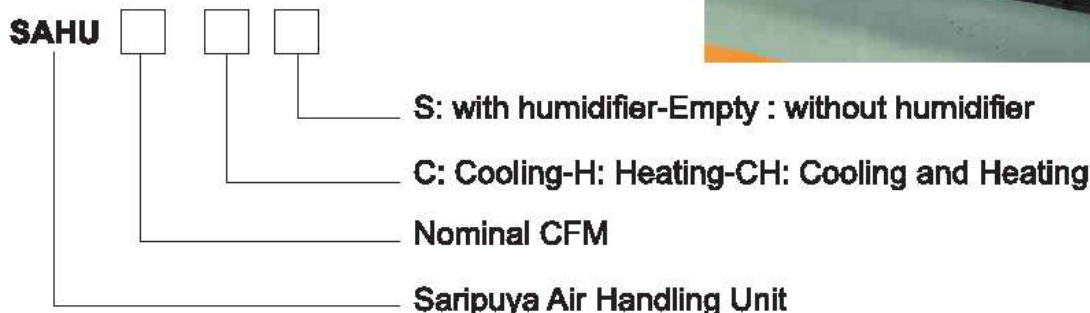 SAHU
S: with humidifier-Empty : without humidifier
C: Cooling-H: Heating-CH: Cooling and Heating
Nominal CFM
Saripuya Air Handling Unit